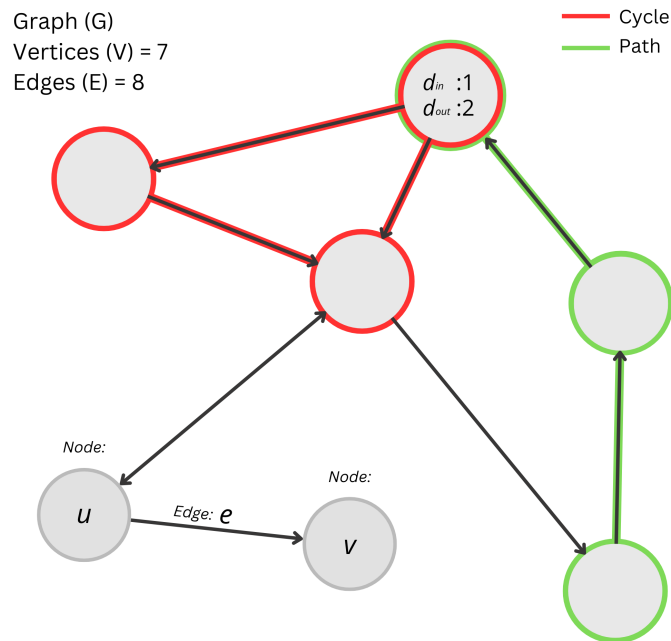 Graph (G)
Vertices (V) = 7
Edges (E) = 8
Cycle
Path
din :1
dout :2
Node:
u
Edge: e
Node:
v